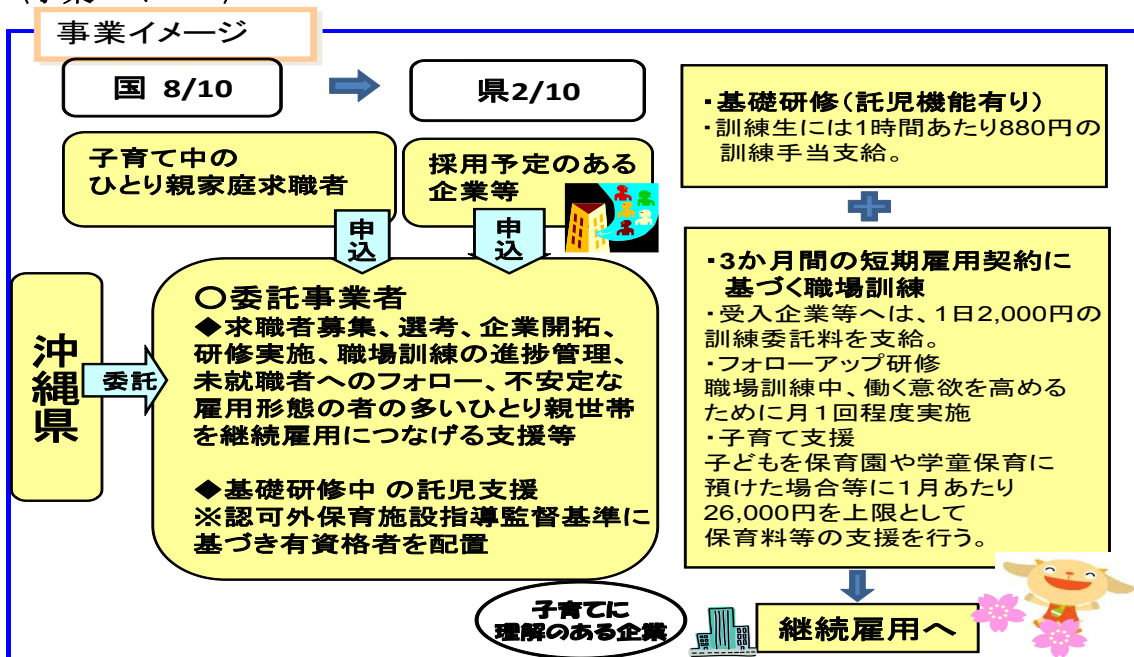 事業イメージ
国 8/10
県2/10
子育て中の
ひとり親家庭求職者
採用予定のある
企業等
申込
申込
沖縄県
委託
〇委託事業者
◆求職者募集、選考、企業開拓、
研修実施、職場訓練の進捗管理、
未就職者へのフォロー、不安定な
雇用形態の者の多いひとり親世帯
を継続雇用につなげる支援等
◆基礎研修中 の託児支援
※認可外保育施設指導監督基準に
基づき有資格者を配置
・基礎研修(託児機能有り)
・訓練生には1時間あたり880円の
訓練手当支給。
・3か月間の短期雇用契約に
基づく職場訓練
・受入企業等へは、1日2,000円の
訓練委託料を支給。
・フォローアップ研修
職場訓練中、働く意欲を高める
ために月1回程度実施
・子育て支援
子どもを保育園や学童保育に
預けた場合等に1月あたり
26,000円を上限として
保育料等の支援を行う。
子育てに
理解のある企業
継続雇用へ